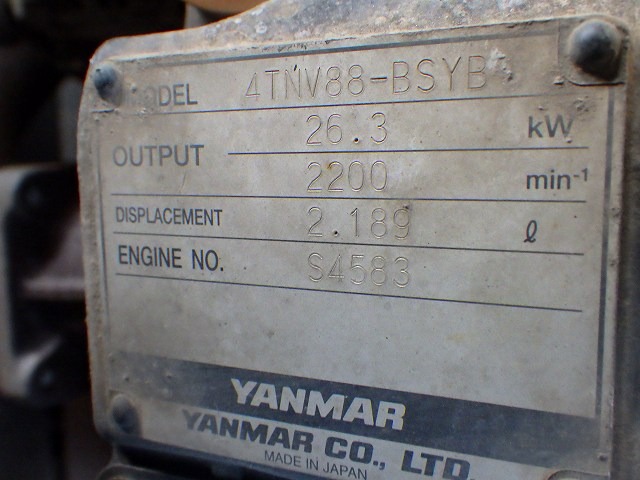 MODEL 4TNV88-BSYB
OUTPUT 26.3 kW
2200 min-1
DISPLACEMENT 2.189 ℓ
ENGINE NO. S4583
YANMAR
YANMAR CO., LTD.
MADE IN JAPAN